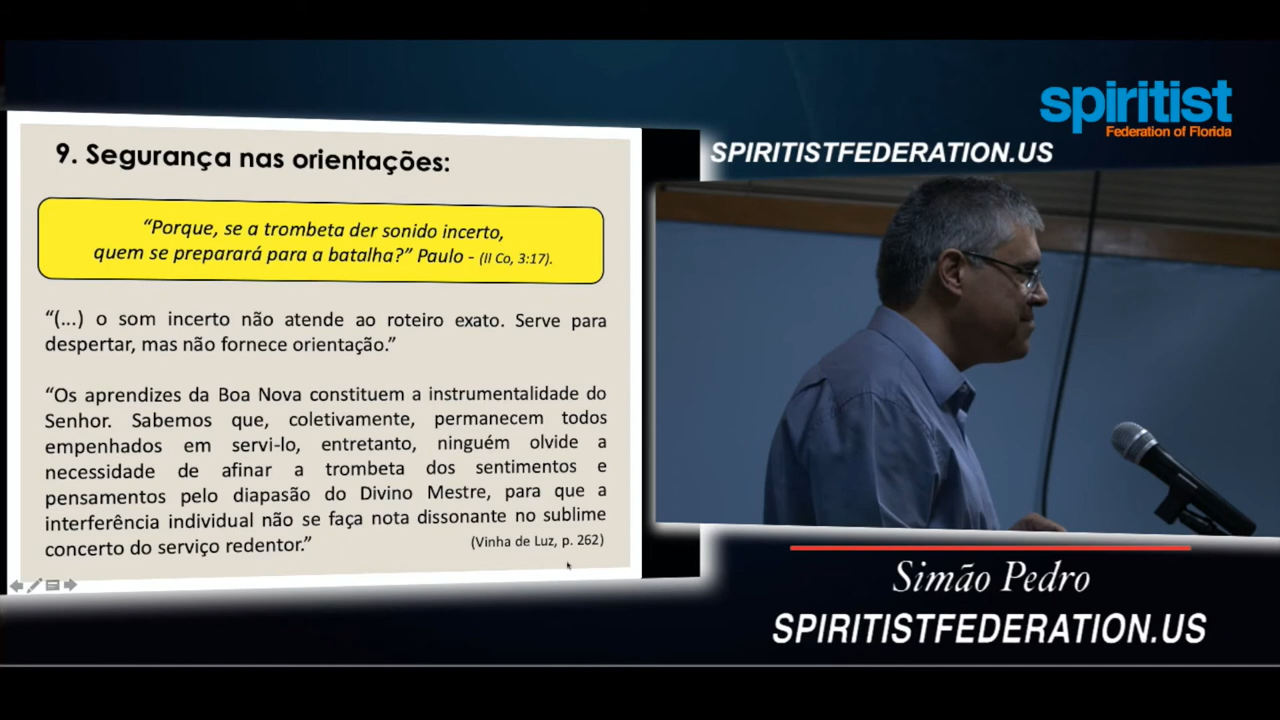 9. Segurança nas orientações:
“Porque, se a trombeta der sonido incerto,
quem se preparará para a batalha?” Paulo - (II Co, 3:17).
“(...) o som incerto não atende ao roteiro exato. Serve para
despertar, mas não fornece orientação.”
“Os aprendizes da Boa Nova constituem a instrumentalidade do
Senhor. Sabemos que, coletivamente, permanecem todos
empenhados em servi-lo, entretanto, ninguém olvide a
necessidade de afinar a trombeta dos sentimentos e
pensamentos pelo diapasão do Divino Mestre, para que a
interferência individual não se faça nota dissonante no sublime
concerto do serviço redentor.”
(Vinha de Luz, p. 262)
spiritist
Federation of Florida
SPIRITISTFEDERATION.US
Simão Pedro
SPIRITISTFEDERATION.US